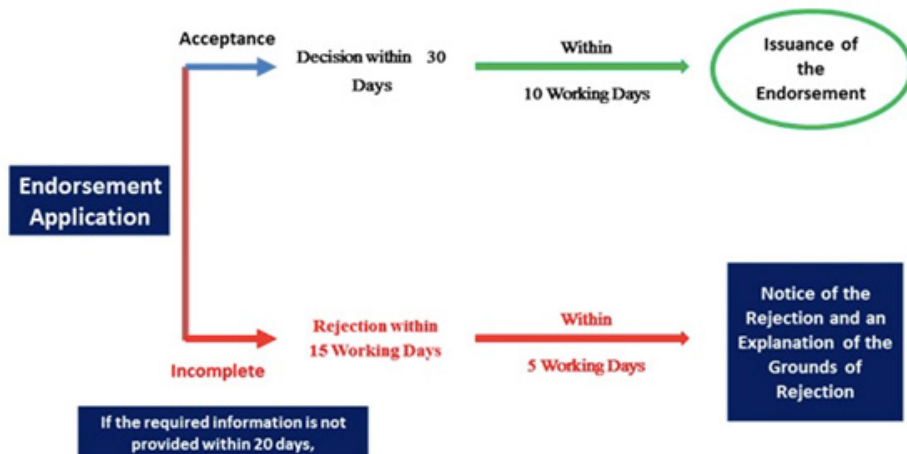 Acceptance
Decision within 30
Days
Within
10 Working Days
Issuance of
the
Endorsement
Endorsement
Application
Incomplete
Rejection within
15 Working Days
Within
5 Working Days
Notice of the
Rejection and an
Explanation of the
Grounds of
Rejection
If the required information is not
provided within 20 days,